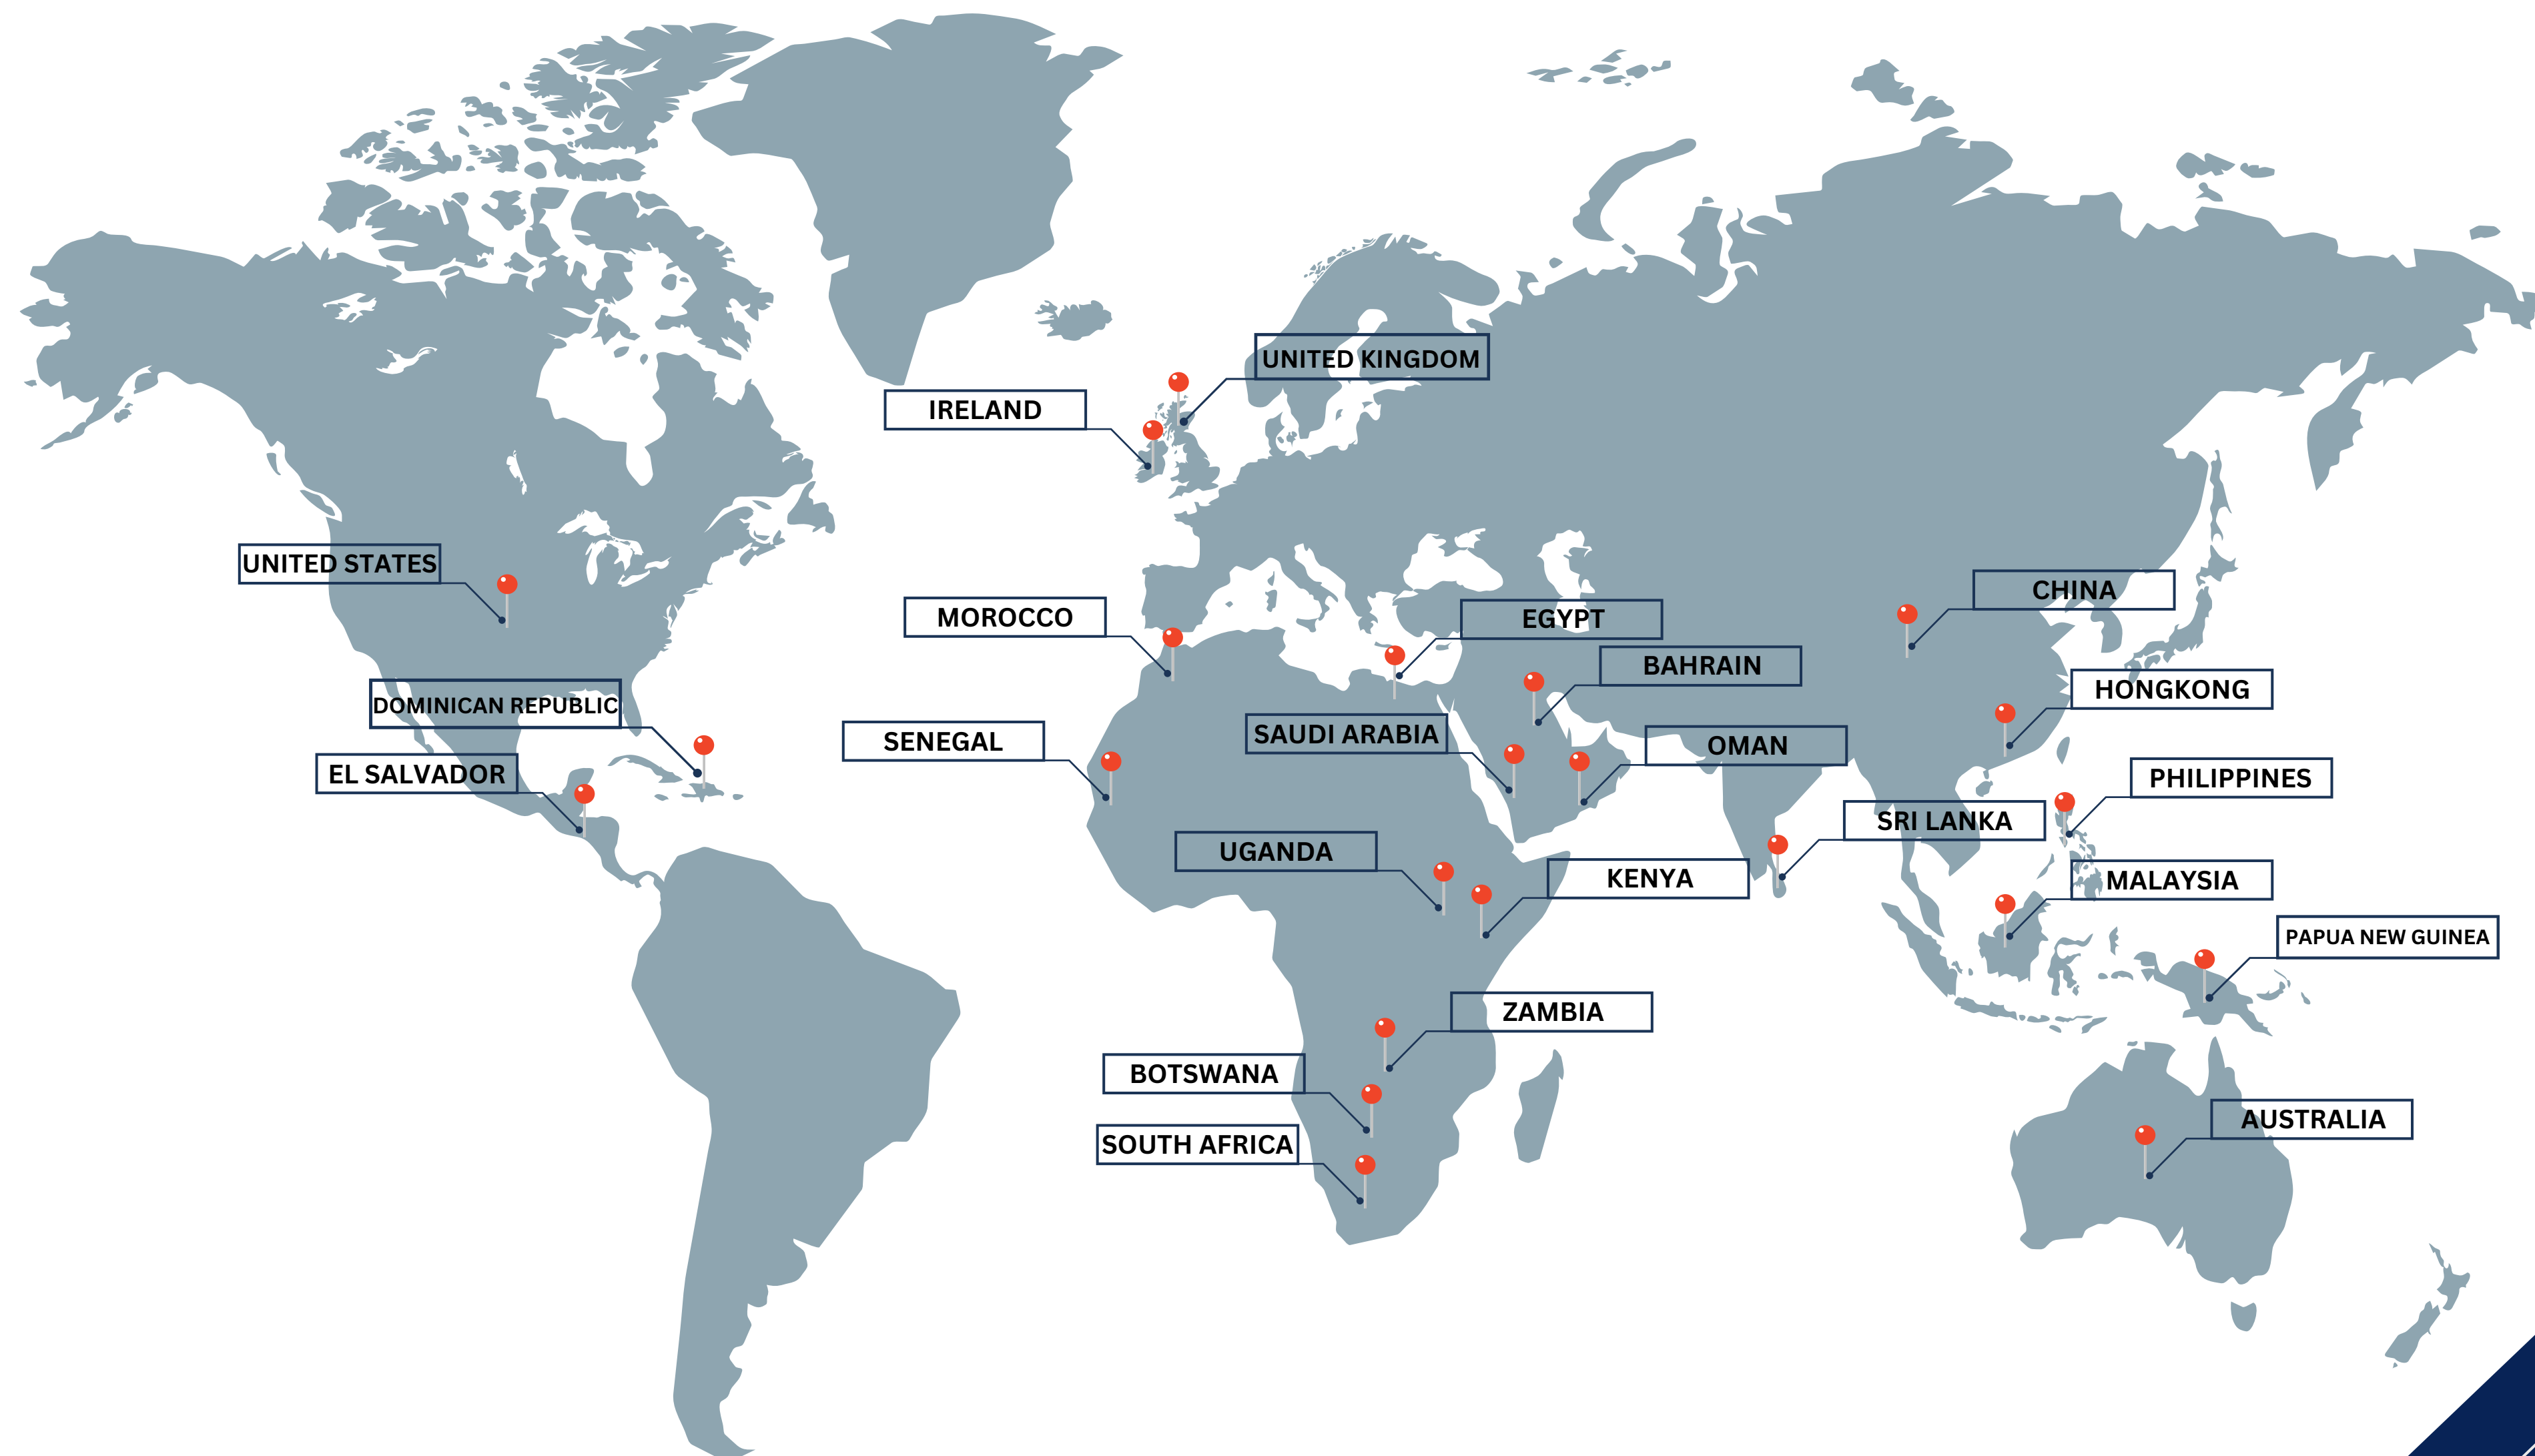 UNITED KINGDOM
IRELAND
UNITED STATES
CHINA
MOROCCO
EGYPT
BAHRAIN
HONGKONG
DOMINICAN REPUBLIC
SENEGAL
SAUDI ARABIA
OMAN
EL SALVADOR
PHILIPPINES
SRI LANKA
UGANDA
KENYA
MALAYSIA
PAPUA NEW GUINEA
ZAMBIA
BOTSWANA
AUSTRALIA
SOUTH AFRICA